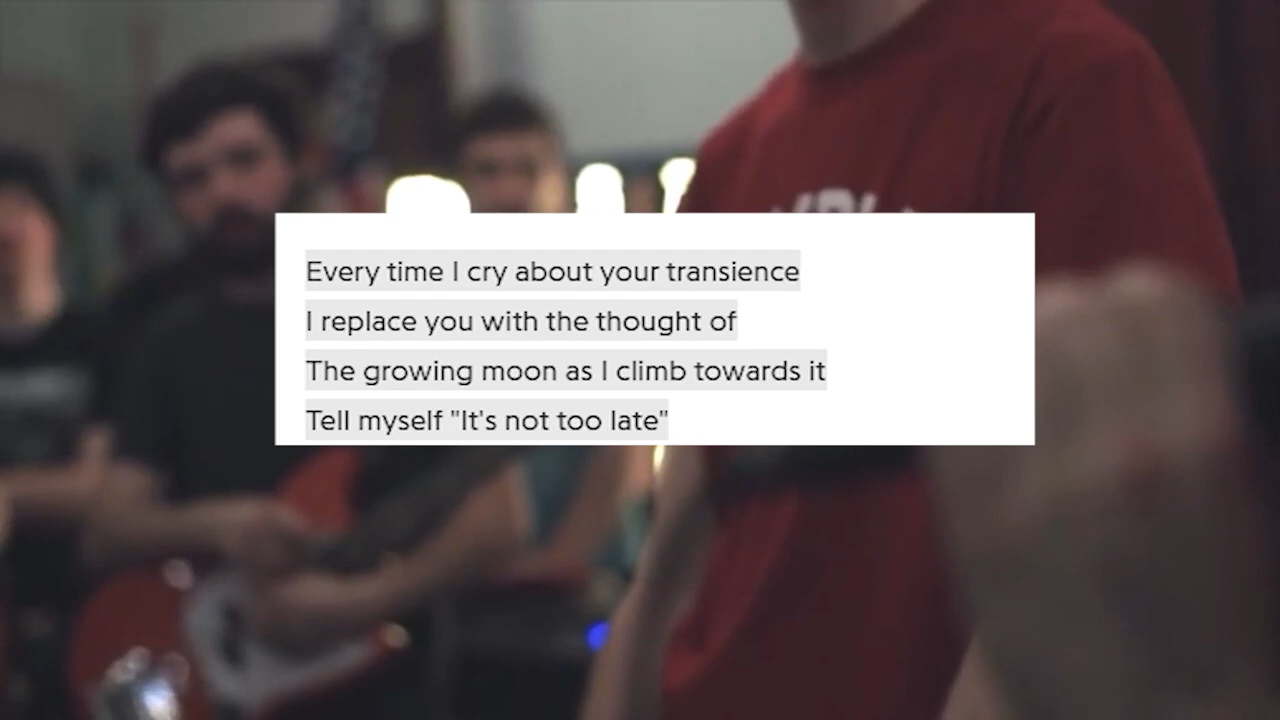 Every time I cry about your transience
I replace you with the thought of
The growing moon as I climb towards it
Tell myself "It's not too late"